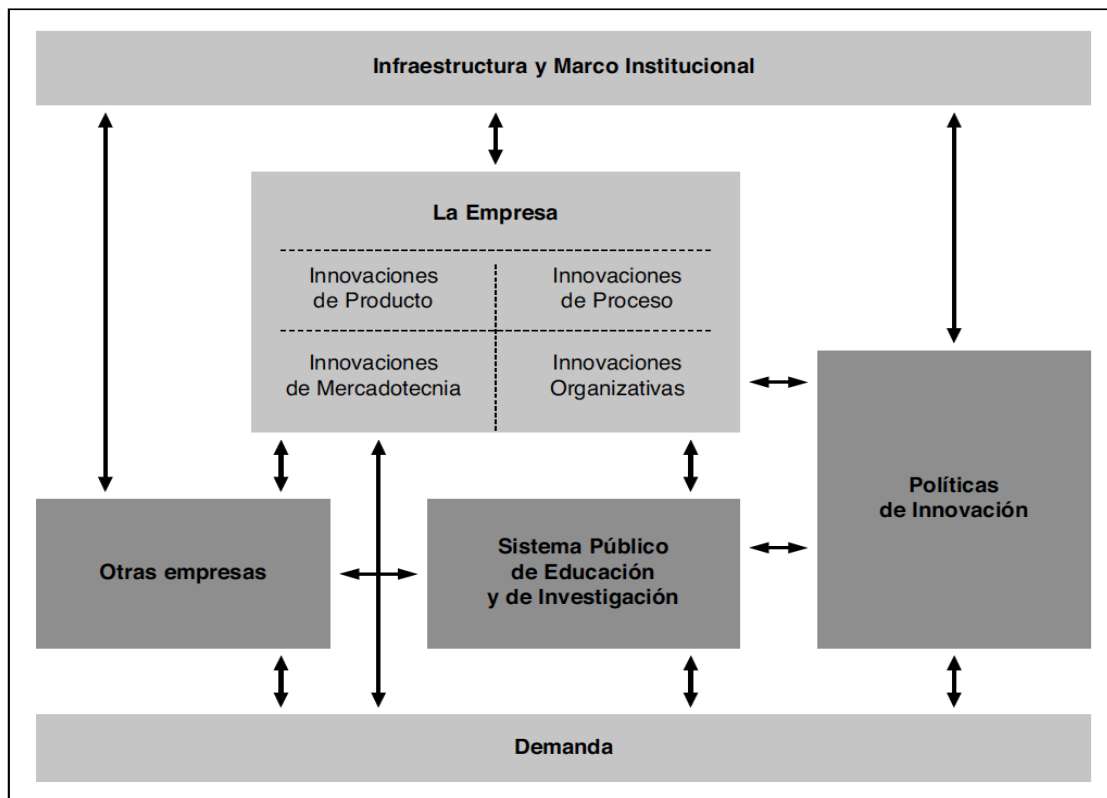 Infraestructura y Marco Institucional
La Empresa
Innovaciones
de Producto
Innovaciones
de Proceso
Innovaciones
de Mercadotecnia
Innovaciones
Organizativas
Políticas
de Innovación
Otras empresas
Sistema Público
de Educación
y de Investigación
Demanda